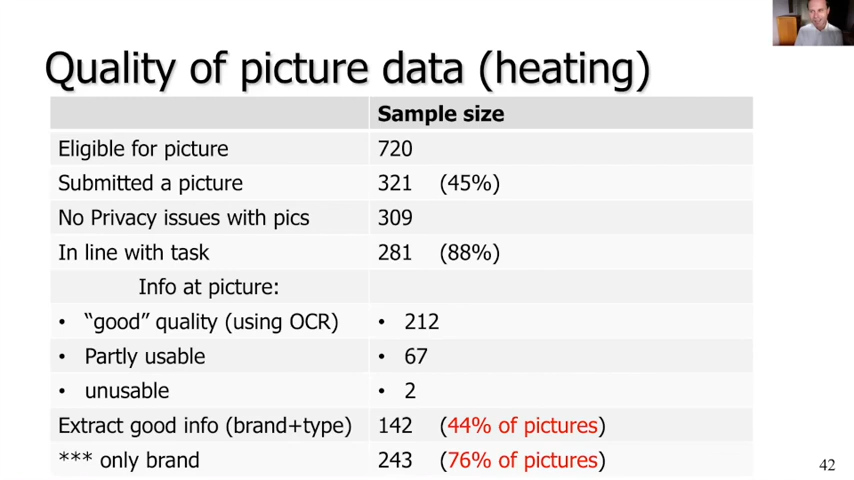 Quality of picture data (heating)
Sample size
Eligible for picture 720
Submitted a picture 321 (45%)
No Privacy issues with pics 309
In line with task 281 (88%)
Info at picture:
• “good” quality (using OCR) • 212
• Partly usable • 67
• unusable • 2
Extract good info (brand+type) 142 (44% of pictures)
*** only brand 243 (76% of pictures)
42